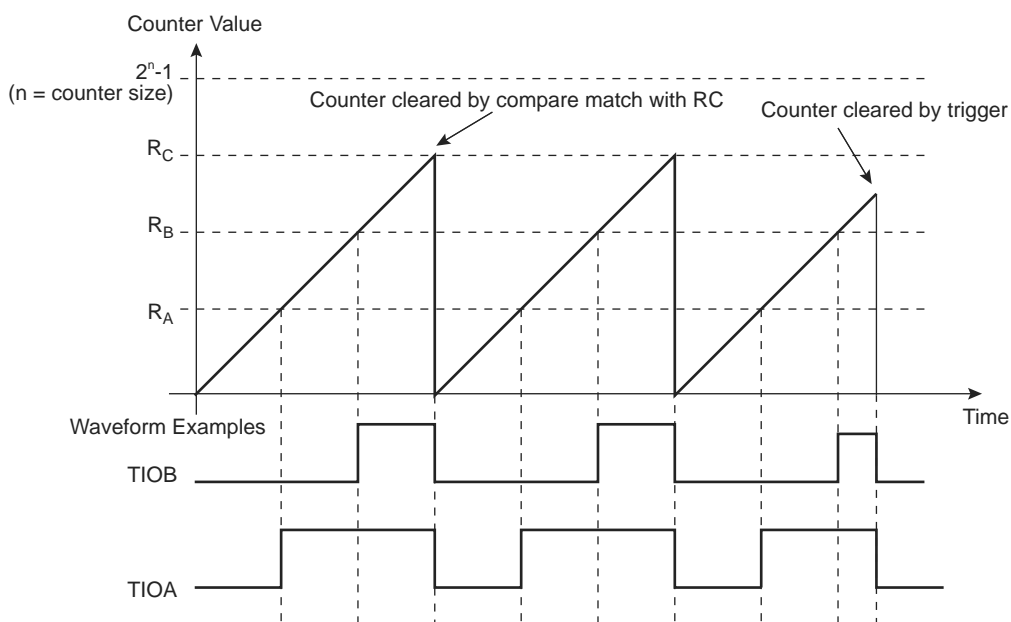 Counter Value
2ⁿ-1
(n = counter size)
Counter cleared by compare match with RC
Counter cleared by trigger
R_C
R_B
R_A
Time
Waveform Examples
TIOB
TIOA